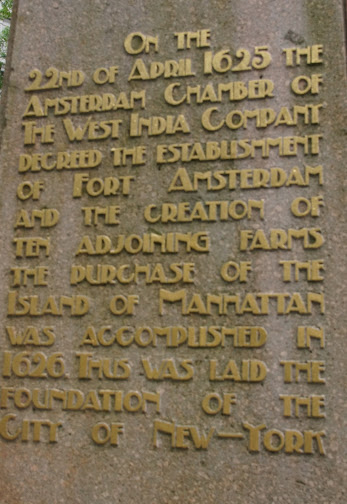 On the
22nd of April 1625 the
Amsterdam Chamber of
The West India Company
decreed the establishment
of Fort Amsterdam
and the creation of
ten adjoining farms
the purchase of the
Island of Manhattan
was accomplished in
1626. Thus was laid the
foundation of the
City of New—York